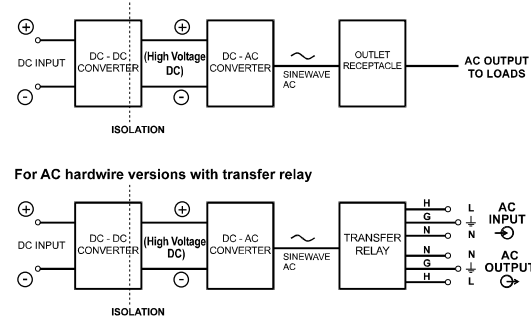 DC INPUT
DC - DC
CONVERTER
(High Voltage
DC)
DC - AC
CONVERTER
SINEWAVE
AC
OUTLET
RECEPTACLE
AC OUTPUT
TO LOADS
ISOLATION
For AC hardwire versions with transfer relay
DC INPUT
DC - DC
CONVERTER
(High Voltage
DC)
DC - AC
CONVERTER
SINEWAVE
AC
TRANSFER
RELAY
H L
G
N N
AC
INPUT
N N
G
H L
AC
OUTPUT
ISOLATION